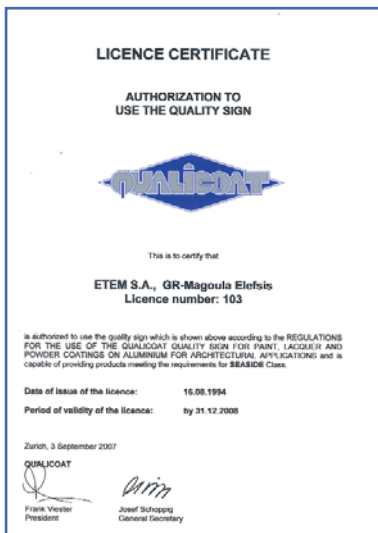 LICENCE CERTIFICATE
AUTHORIZATION TO
USE THE QUALITY SIGN
QUALICOAT
This is to certify that
ETEM S.A., GR-Magoula Elefsis
Licence number: 103
is authorized to use the quality sign which is shown above according to the REGULATIONS
FOR THE USE OF THE QUALICOAT QUALITY SIGN FOR PAINT, LACQUER AND
POWDER COATINGS ON ALUMINIUM FOR ARCHITECTURAL APPLICATIONS and is
capable of providing products meeting the requirements for SEASIDE Class.
Date of issue of the licence: 16.08.1994
Period of validity of the licence: by 31.12.2008
Zurich, 3 September 2007
QUALICOAT
Frank Viester Josef Schoppig
President General Secretary